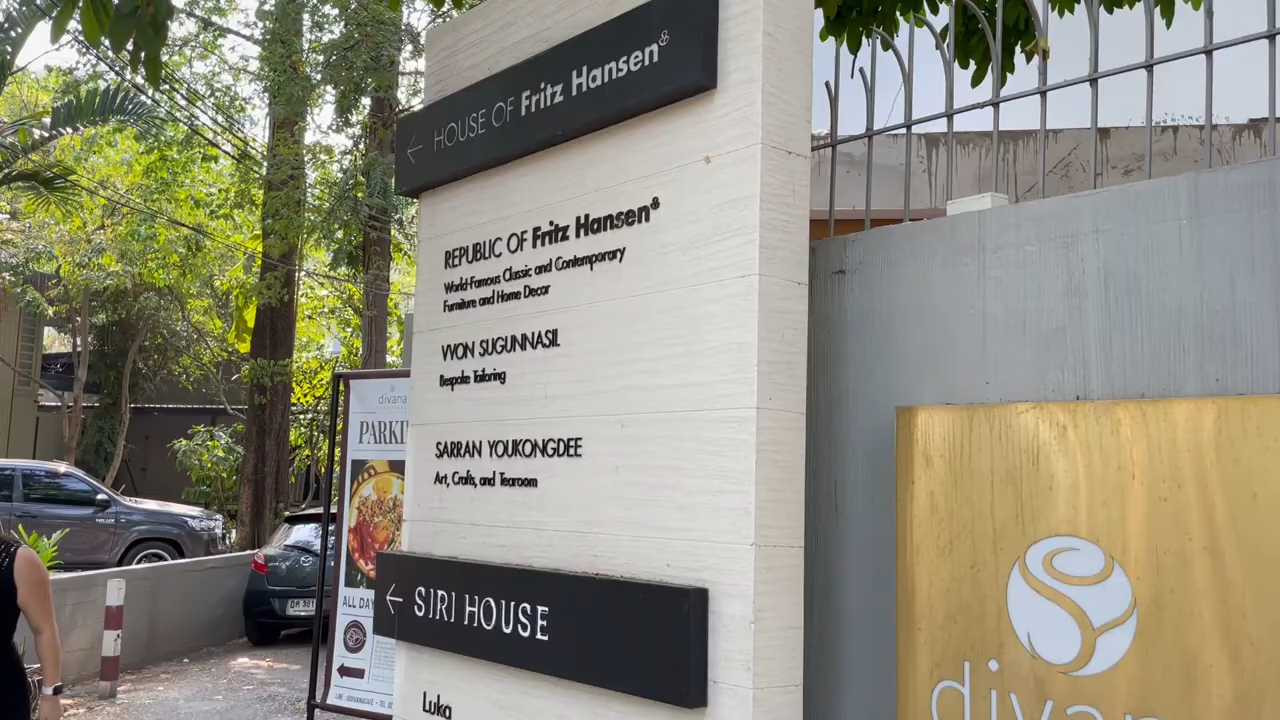 ← HOUSE OF Fritz Hansen
REPUBLIC OF Fritz Hansen
World-Famous Classic and Contemporary
Furniture and Home Decor
VVON SUGUNNASIL
Bespoke Tailoring
SARRAN YOUKONGDEE
Art, Crafts, and Tearoom
← SIRI HOUSE
Luka
divana
PARKI
ALL DAY
divana